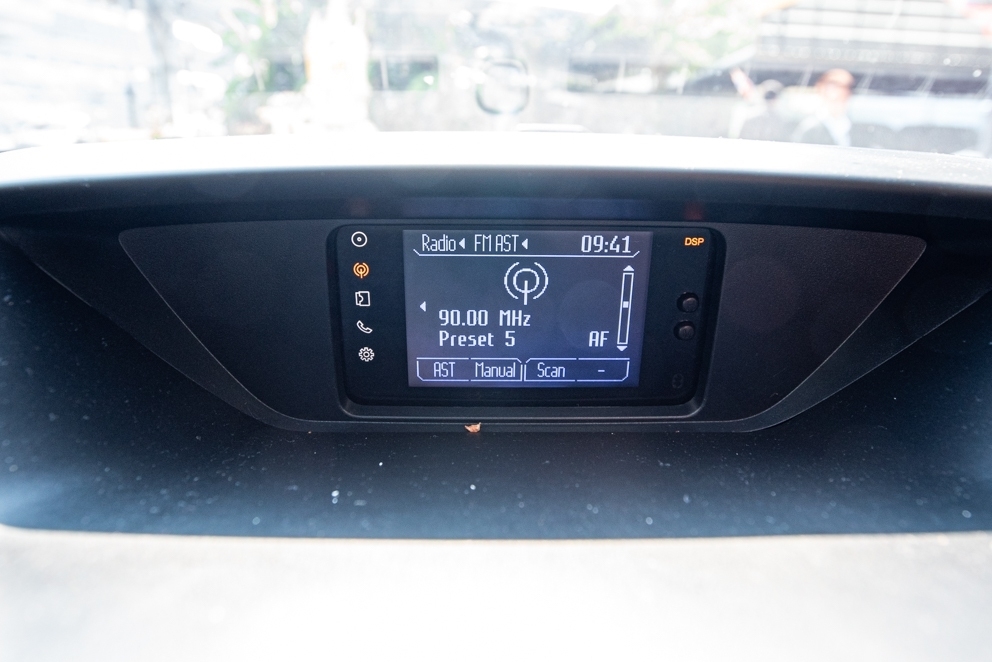 Radio FM AST 09:41
DSP
90.00 MHz
Preset 5 AF
AST Manual Scan -